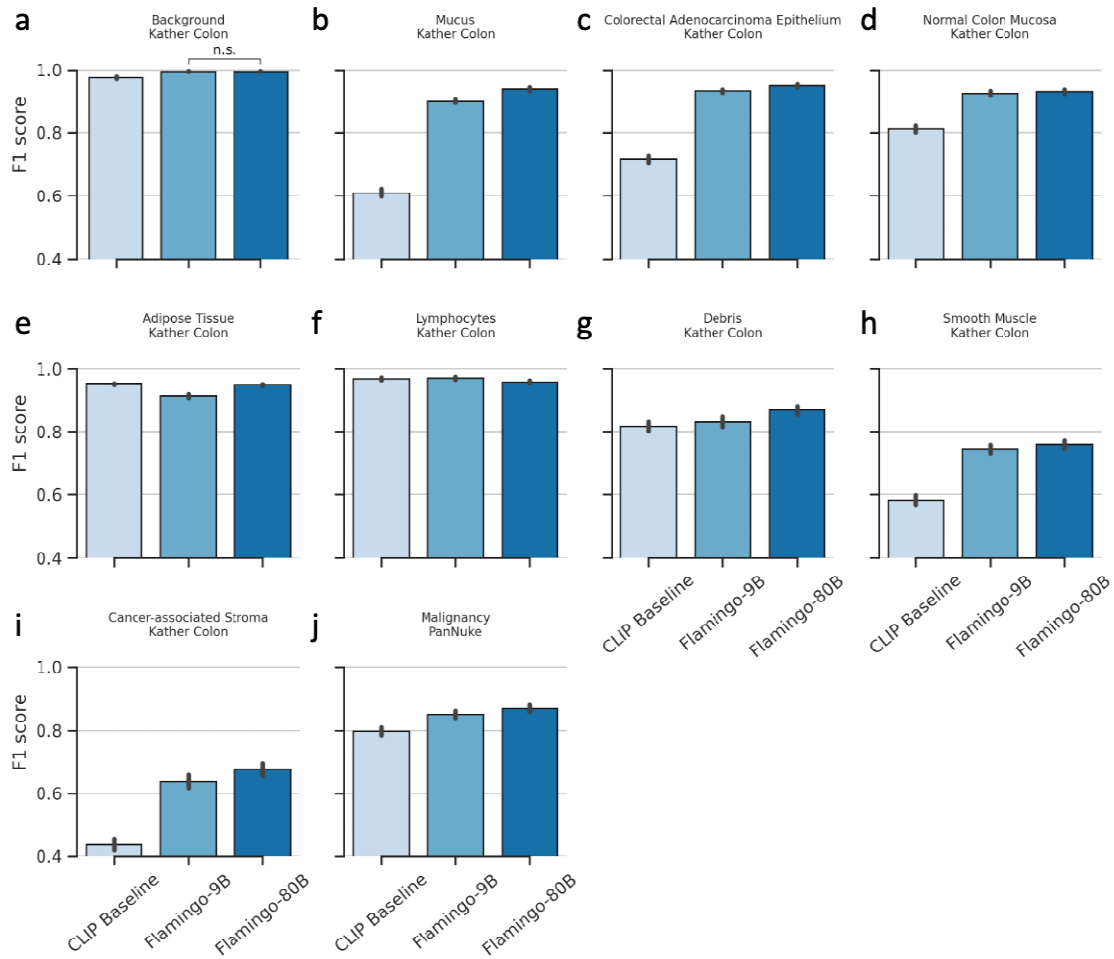 a
Background
Kather Colon
n.s.
F1 score
1.0
0.8
0.6
0.4
b
Mucus
Kather Colon
c
Colorectal Adenocarcinoma Epithelium
Kather Colon
d
Normal Colon Mucosa
Kather Colon
e
Adipose Tissue
Kather Colon
F1 score
1.0
0.8
0.6
0.4
f
Lymphocytes
Kather Colon
g
Debris
Kather Colon
CLIP Baseline
Flamingo-9B
Flamingo-80B
h
Smooth Muscle
Kather Colon
CLIP Baseline
Flamingo-9B
Flamingo-80B
i
Cancer-associated Stroma
Kather Colon
F1 score
1.0
0.8
0.6
0.4
CLIP Baseline
Flamingo-9B
Flamingo-80B
j
Malignancy
PanNuke
CLIP Baseline
Flamingo-9B
Flamingo-80B